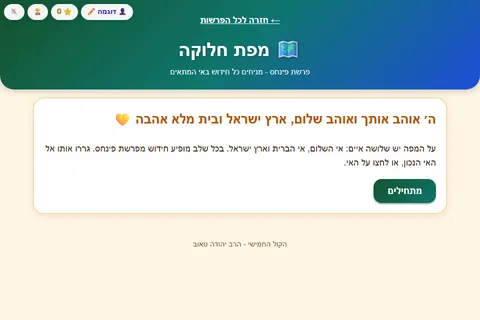 דוגמה
0
← חזרה לכל הפרשות
מפת חלוקה
פרשת פינחס - מניחים כל חידוש באי המתאים
ה׳ אוהב אותך ואוהב שלום, ארץ ישראל ובית מלא אהבה
על המפה יש שלושה איים: אי השלום, אי הברית וארץ ישראל. בכל שלב מופיע חידוש מפרשת פינחס. גררו אותו אל
האי הנכון, או לחצו על האי.
מתחילים
הקול החמישי - הרב יהודה טאוב